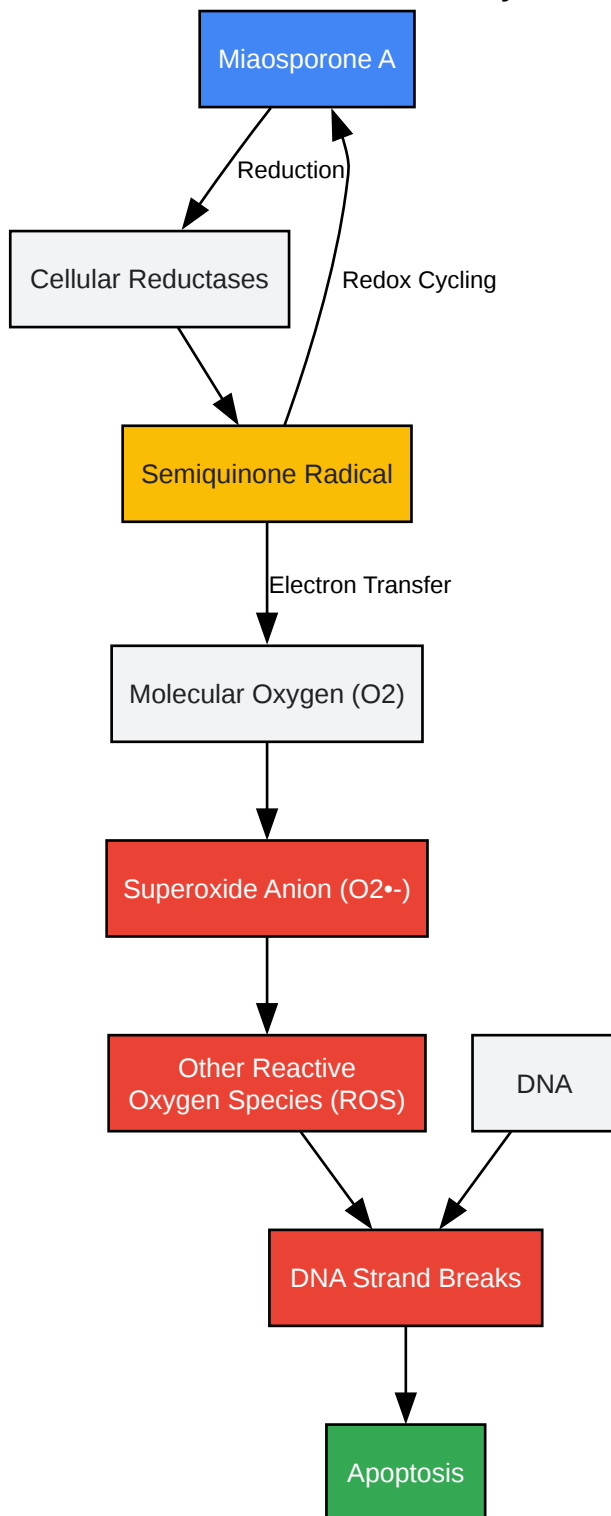 Miaosporone A
Reduction
Cellular Reductases
Redox Cycling
Semiquinone Radical
Electron Transfer
Molecular Oxygen (O2)
Superoxide Anion (O2•-)
Other Reactive
Oxygen Species (ROS)
DNA
DNA Strand Breaks
Apoptosis